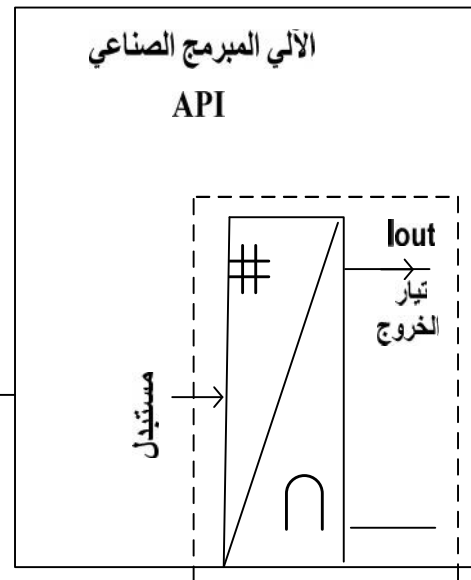 الآلي المبرمج الصناعي
API
Iout
تيار
الخروج
مستبدل
#
∩